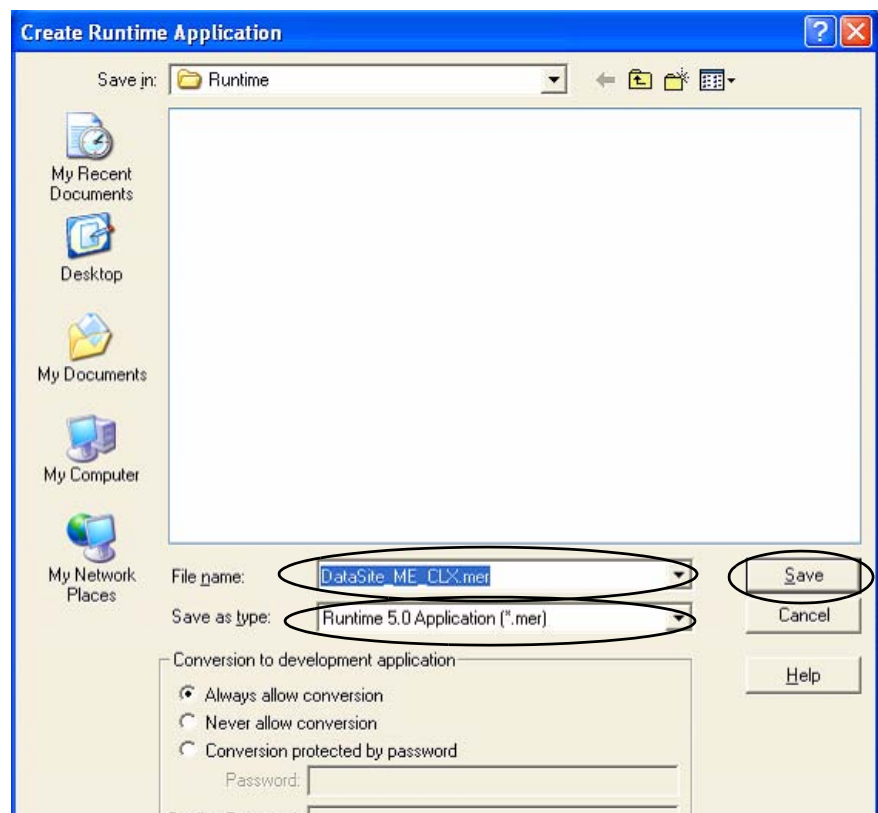 Create Runtime Application
Save in:
Runtime
My Recent
Documents
Desktop
My Documents
My Computer
My Network
Places
File name:
DataSite_ME_CLX.mer
Save
Save as type:
Runtime 5.0 Application (*.mer)
Cancel
Conversion to development application
Help
Always allow conversion
Never allow conversion
Conversion protected by password
Password: